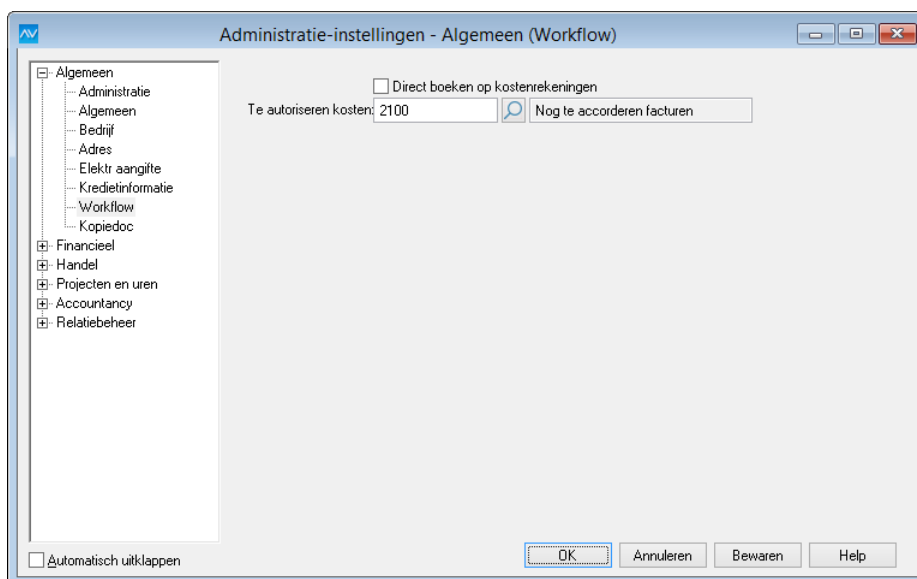 Administratie-instellingen - Algemeen (Workflow)
Algemeen
Administratie
Algemeen
Bedrijf
Adres
Elektr aangifte
Kredietinformatie
Workflow
Kopiedoc
Financieel
Handel
Projecten en uren
Accountancy
Relatiebeheer
Direct boeken op kostenrekeningen
Te autoriseren kosten: 2100 Nog te accorderen facturen
Automatisch uitklappen
OK Annuleren Bewaren Help